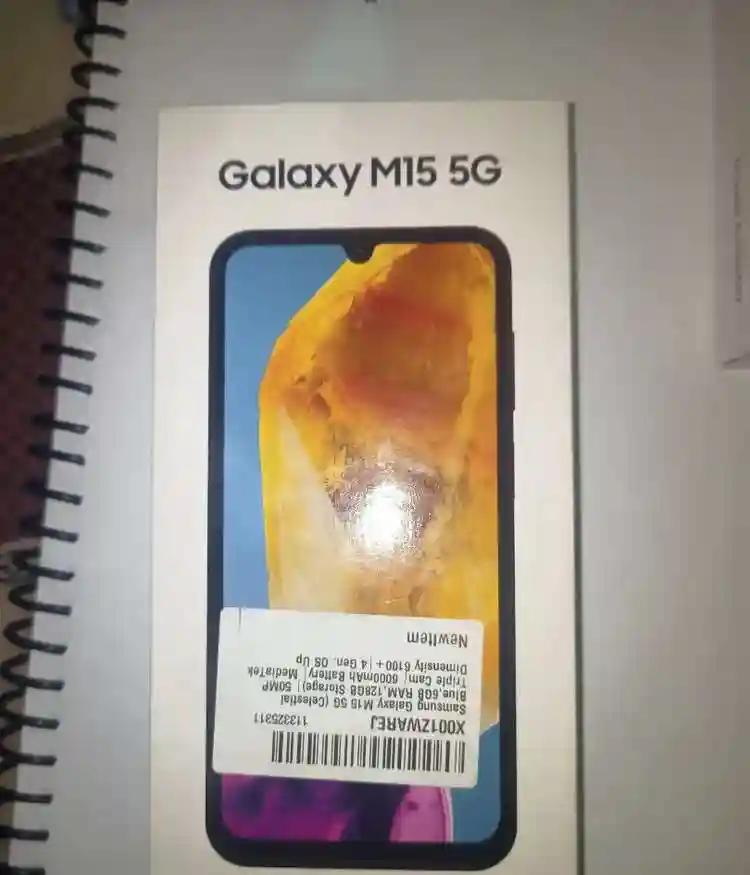 Galaxy M15 5G
X001ZWAREJ
113325311
Samsung Galaxy M15 5G (Celestial
Blue,6GB RAM,128GB Storage)| 50MP
Triple Cam| 6000mAh Battery| MediaTek
Dimensity 6100 + | 4 Gen. OS Up
NewItem